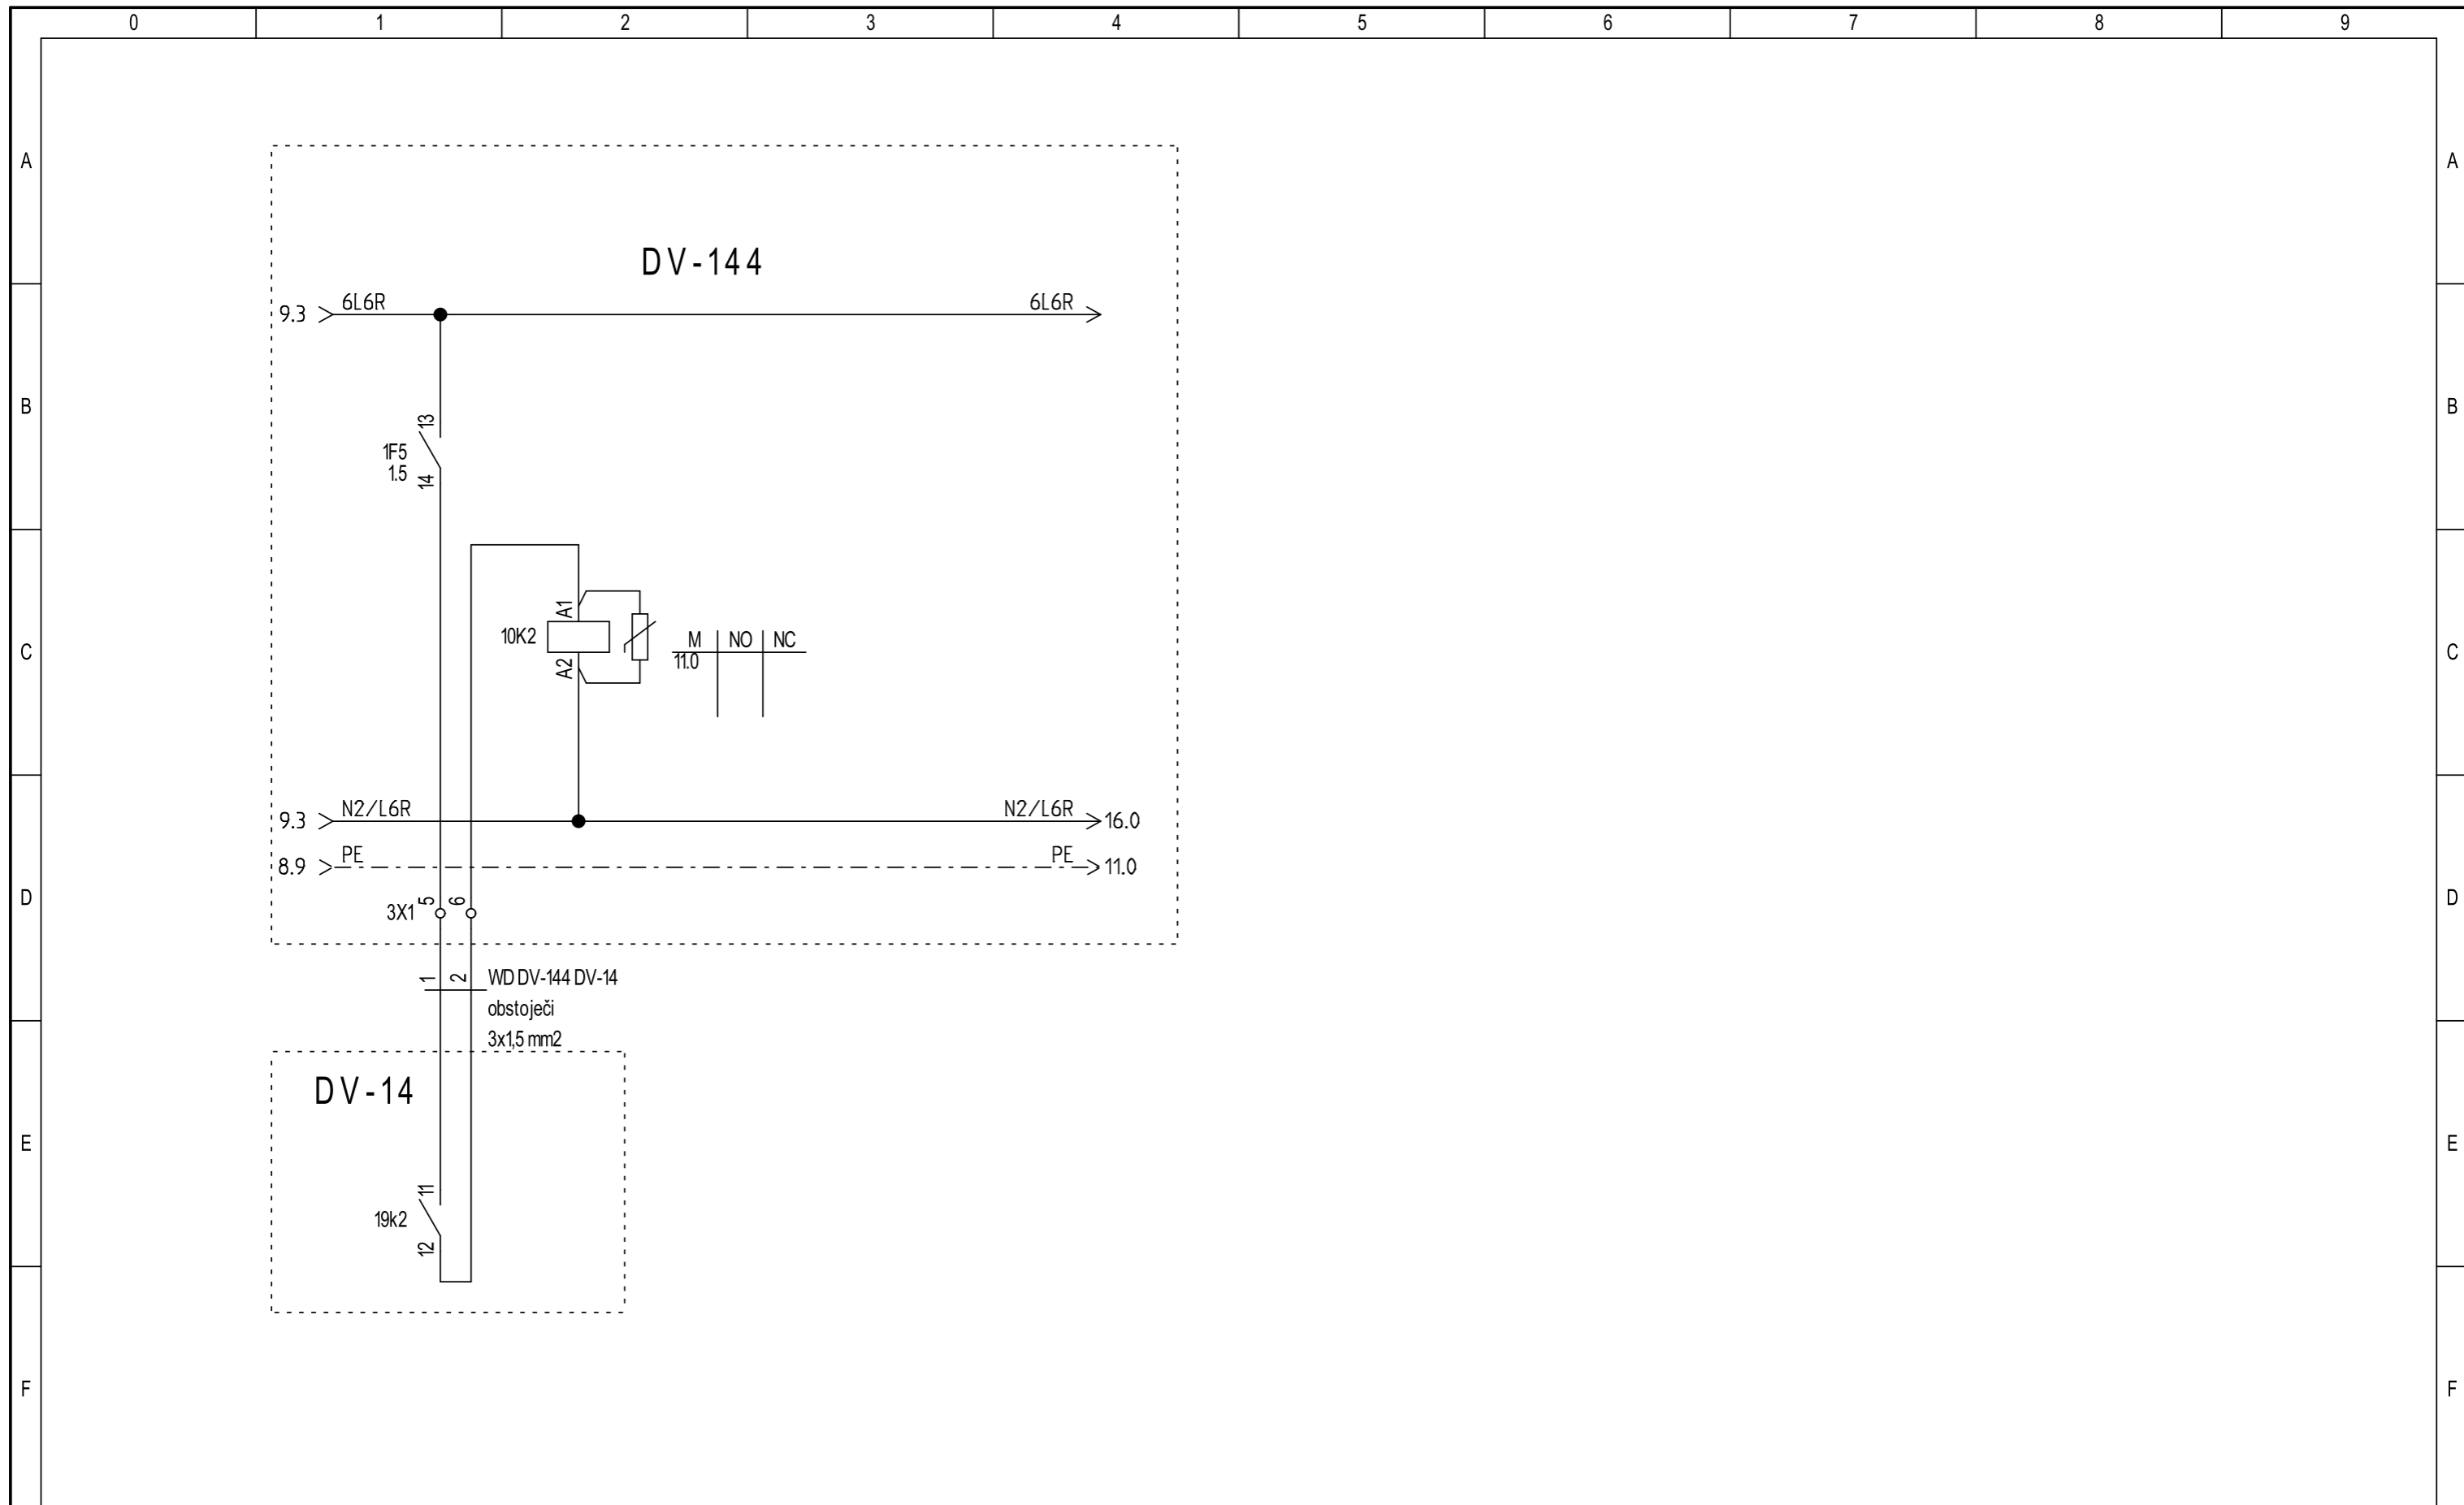 0 1 2 3 4 5 6 7 8 9
A A
DV-144
9.3 6L6R 6L6R
B B
13
1F5
1.5
14
C C
10K2 A1
A2
M NO NC
11.0
9.3 N2/L6R N2/L6R 16.0
8.9 PE PE 11.0
D D
3X1 5 6
1 2 WD DV-144 DV-14
obstoječi
3x1,5 mm2
DV-14
E E
11
19k2
12
F F